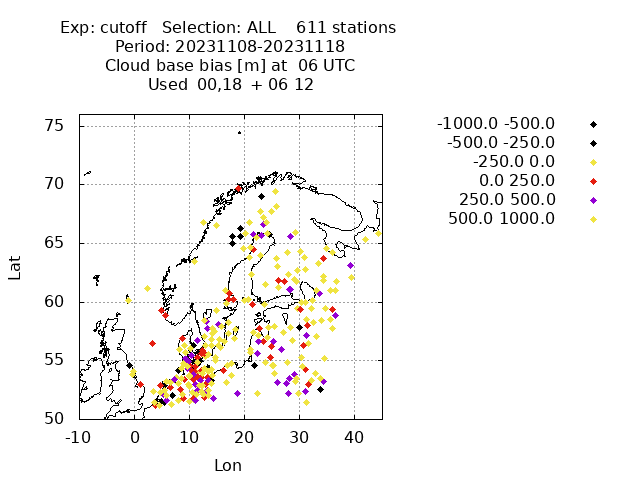 Exp: cutoff Selection: ALL 611 stations
Period: 20231108-20231118
Cloud base bias [m] at 06 UTC
Used 00,18 + 06 12
-1000.0 -500.0
-500.0 -250.0
-250.0 0.0
0.0 250.0
250.0 500.0
500.0 1000.0
75
70
65
60
55
50
Lat
-10 0 10 20 30 40
Lon